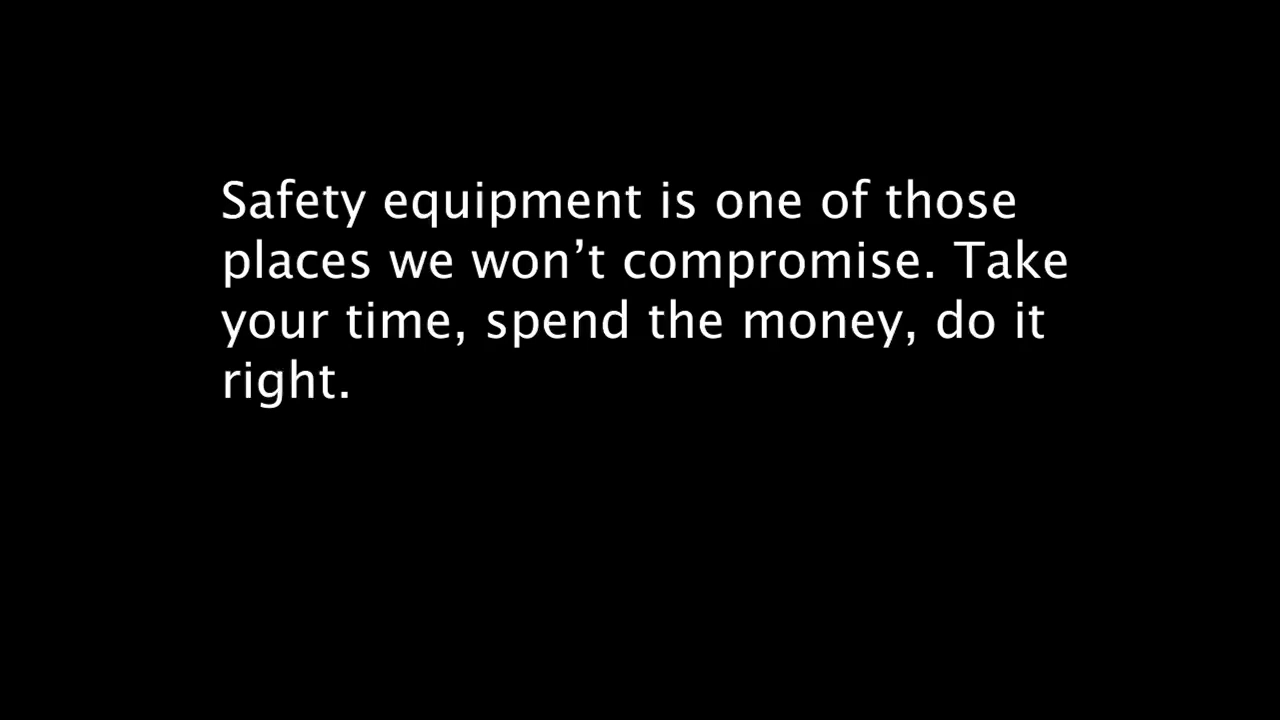 Safety equipment is one of those
places we won’t compromise. Take
your time, spend the money, do it
right.